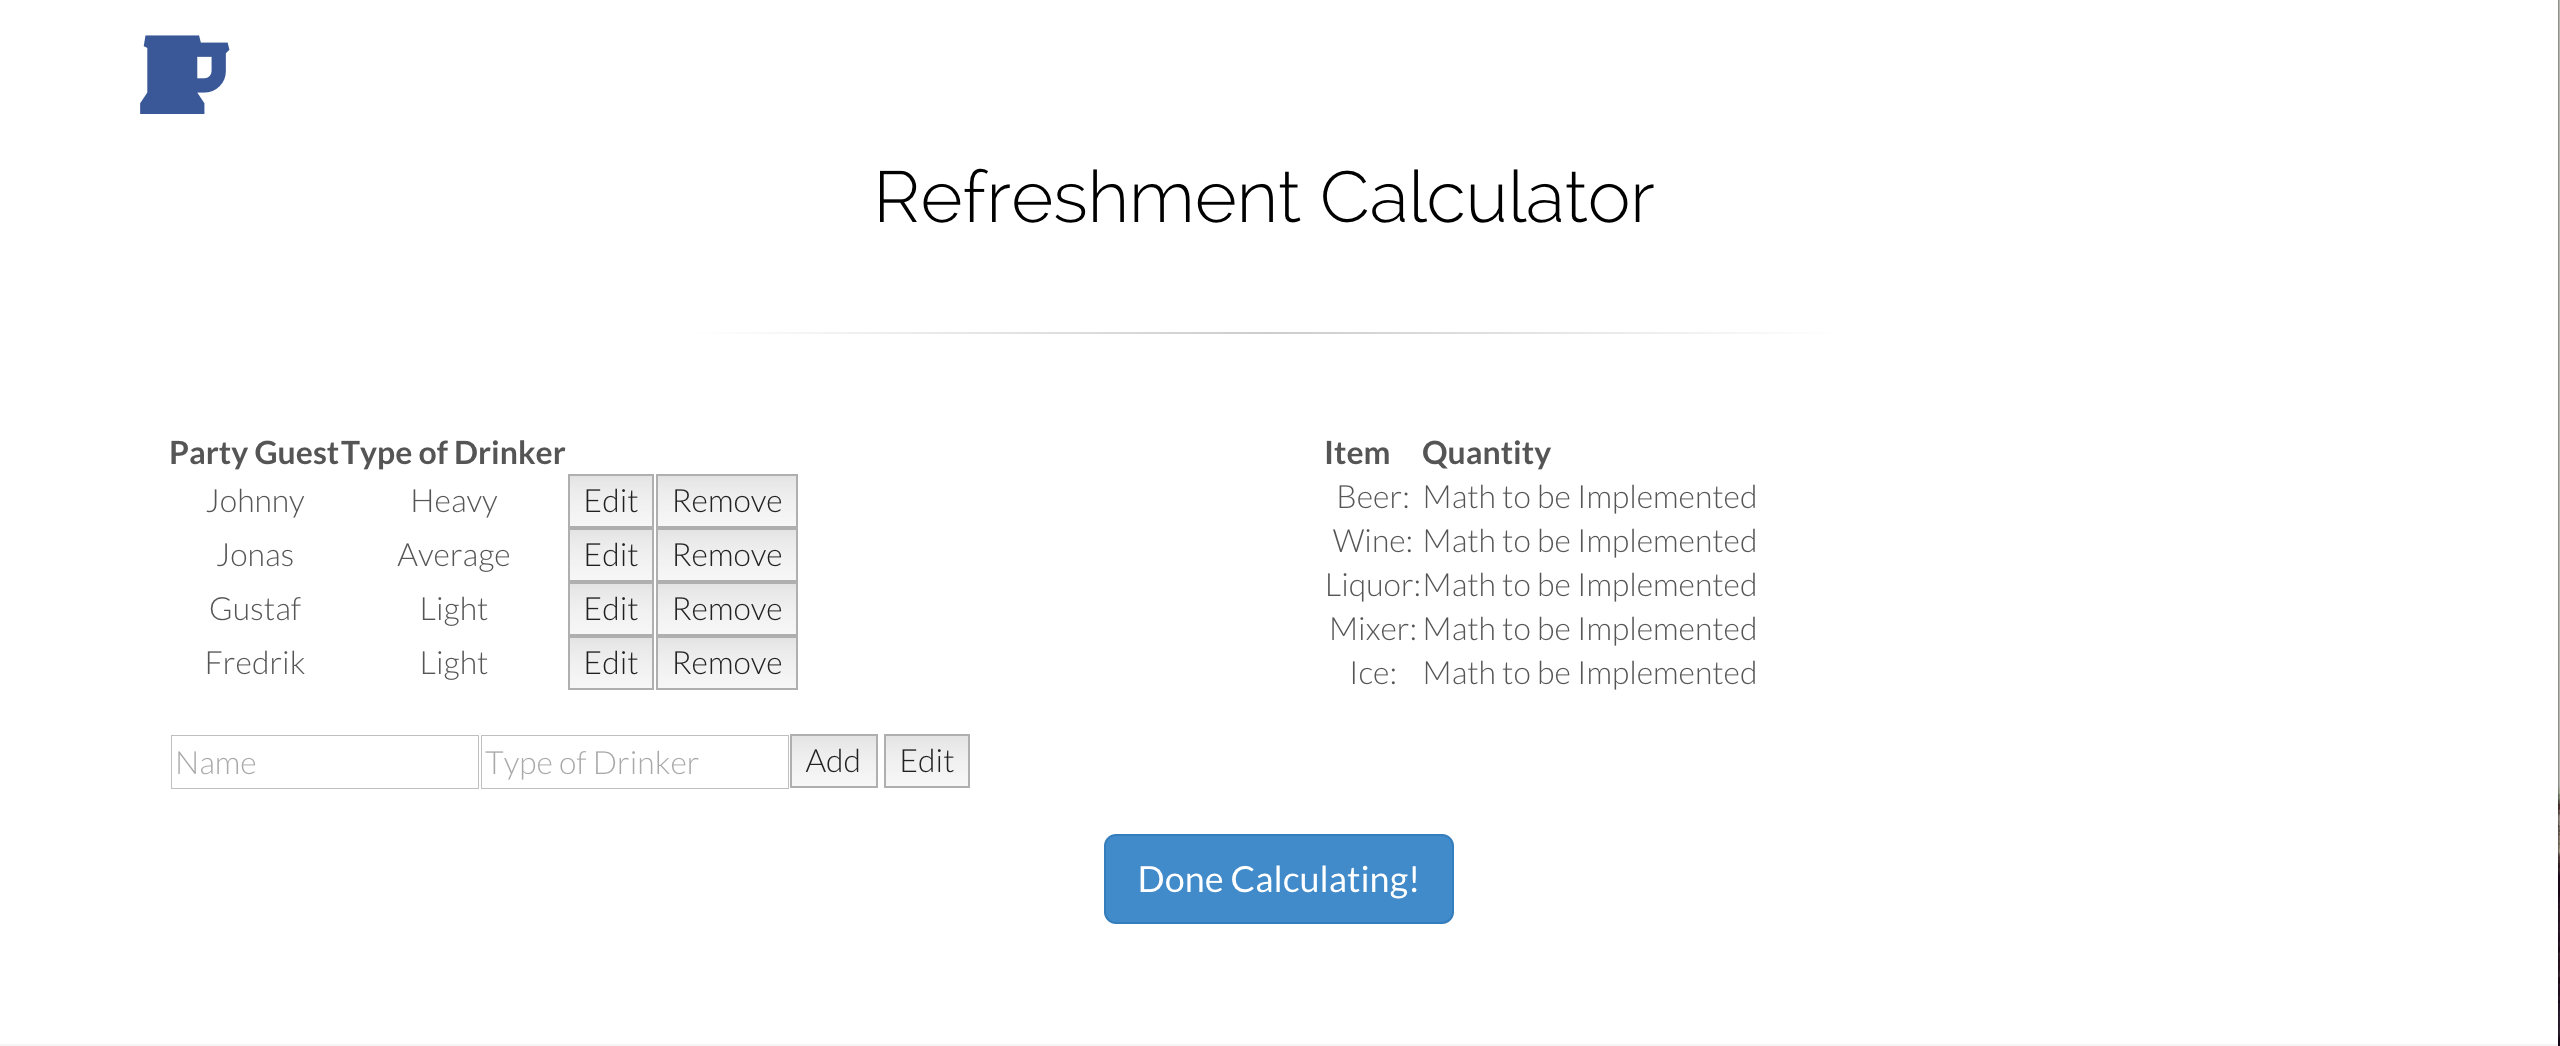 Refreshment Calculator
Party Guest Type of Drinker
Johnny Heavy Edit Remove
Jonas Average Edit Remove
Gustaf Light Edit Remove
Fredrik Light Edit Remove
Name Type of Drinker Add Edit
Item Quantity
Beer: Math to be Implemented
Wine: Math to be Implemented
Liquor: Math to be Implemented
Mixer: Math to be Implemented
Ice: Math to be Implemented
Done Calculating!